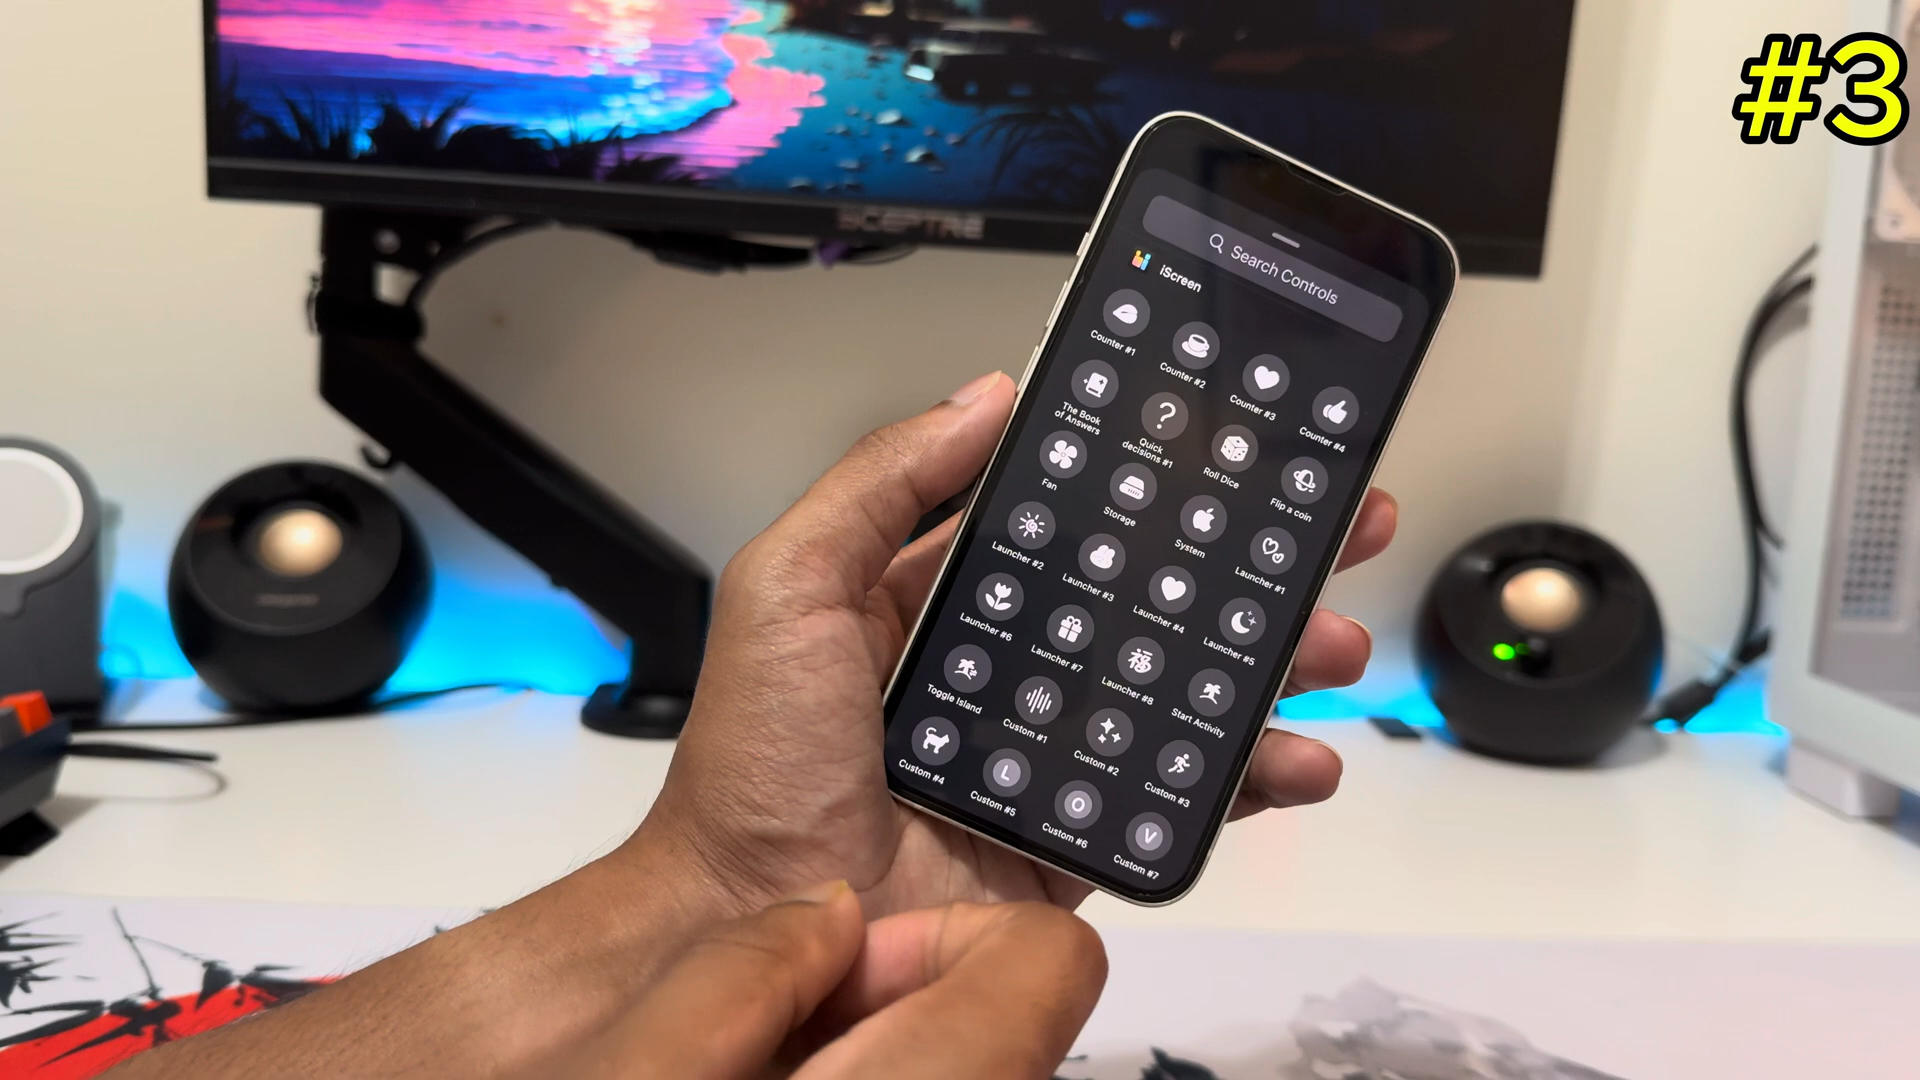 #3
SCEPTRE
Search Controls
iScreen
Counter #1
Counter #2
Counter #3
Counter #4
The Book
of Answers
Quick
decisions #1
Roll Dice
Flip a coin
Fan
Storage
System
Launcher #1
Launcher #2
Launcher #3
Launcher #4
Launcher #5
Launcher #6
Launcher #7
福
Launcher #8
Start Activity
Toggle Island
Custom #1
Custom #2
Custom #3
Custom #4
L
Custom #5
O
Custom #6
V
Custom #7